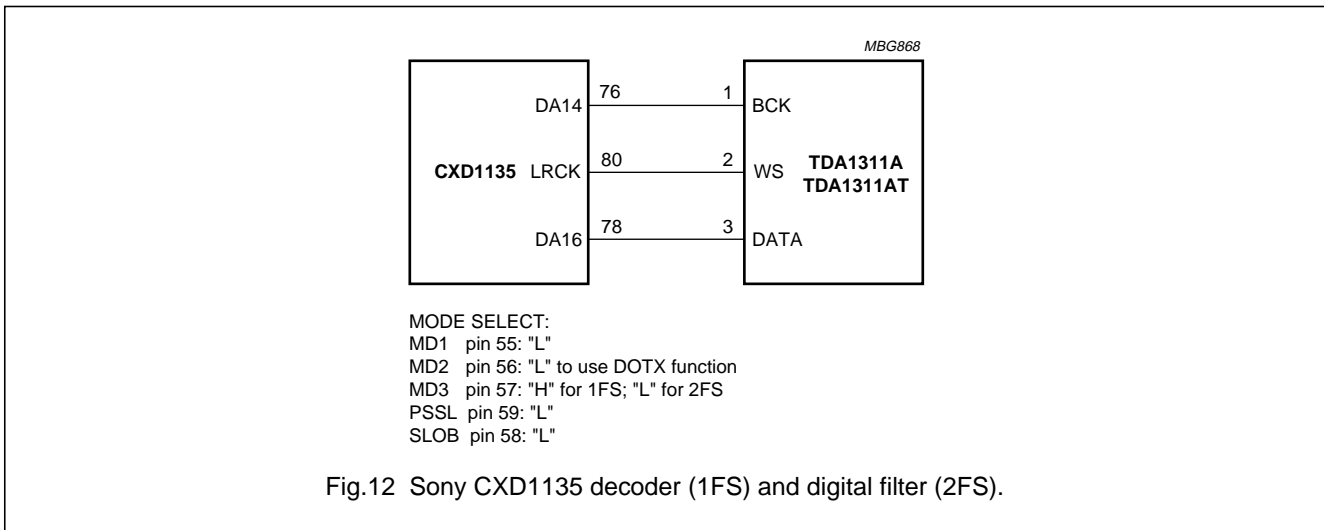 MBG868
DA14 76 1 BCK
CXD1135 LRCK 80 2 WS TDA1311A
TDA1311AT
DA16 78 3 DATA
MODE SELECT:
MD1 pin 55: "L"
MD2 pin 56: "L" to use DOTX function
MD3 pin 57: "H" for 1FS; "L" for 2FS
PSSL pin 59: "L"
SLOB pin 58: "L"
Fig.12 Sony CXD1135 decoder (1FS) and digital filter (2FS).